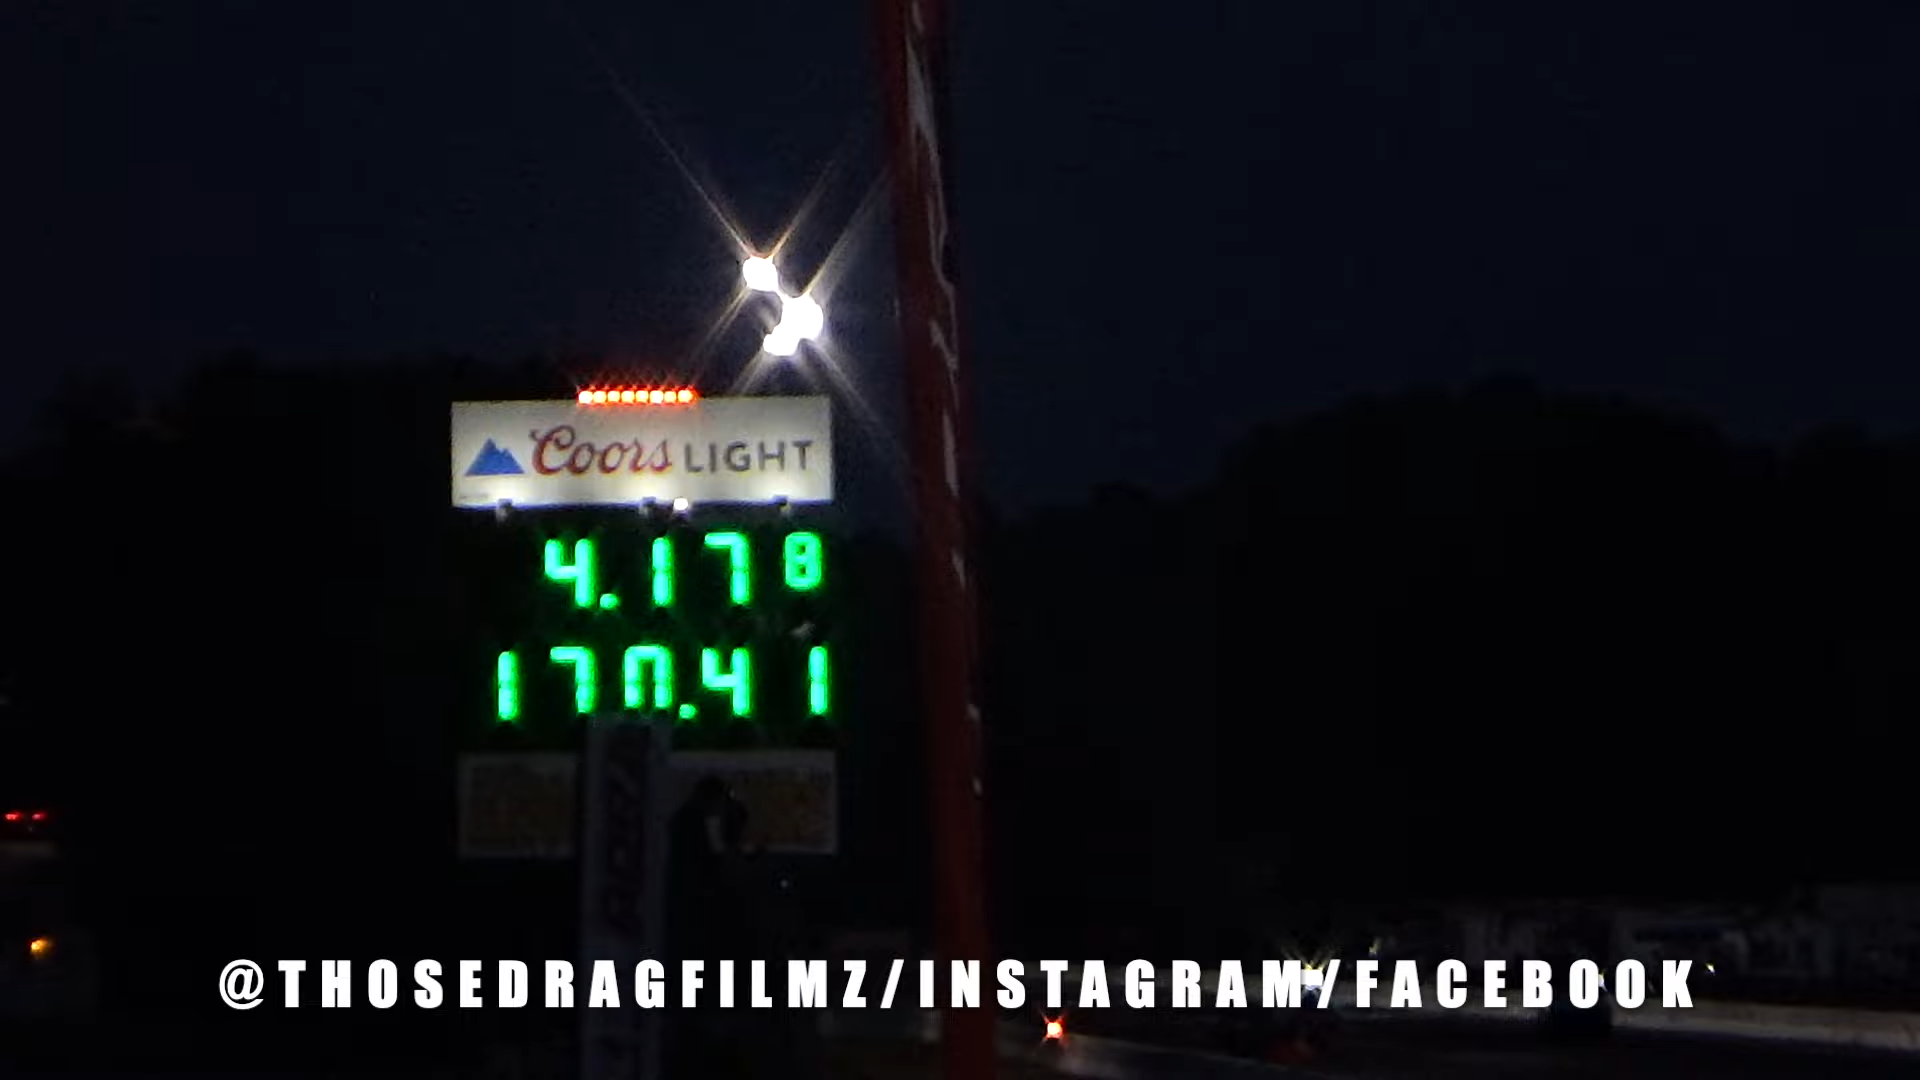 Coors LIGHT
4.178
170.41
@THOSEDRAGFILMZ/INSTAGRAM/FACEBOOK